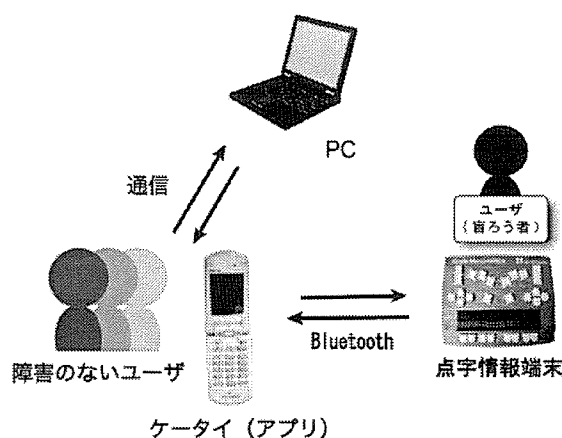 PC
通信
ユーザ
(盲ろう者)
Bluetooth
障害のないユーザ
点字情報端末
ケータイ (アプリ)